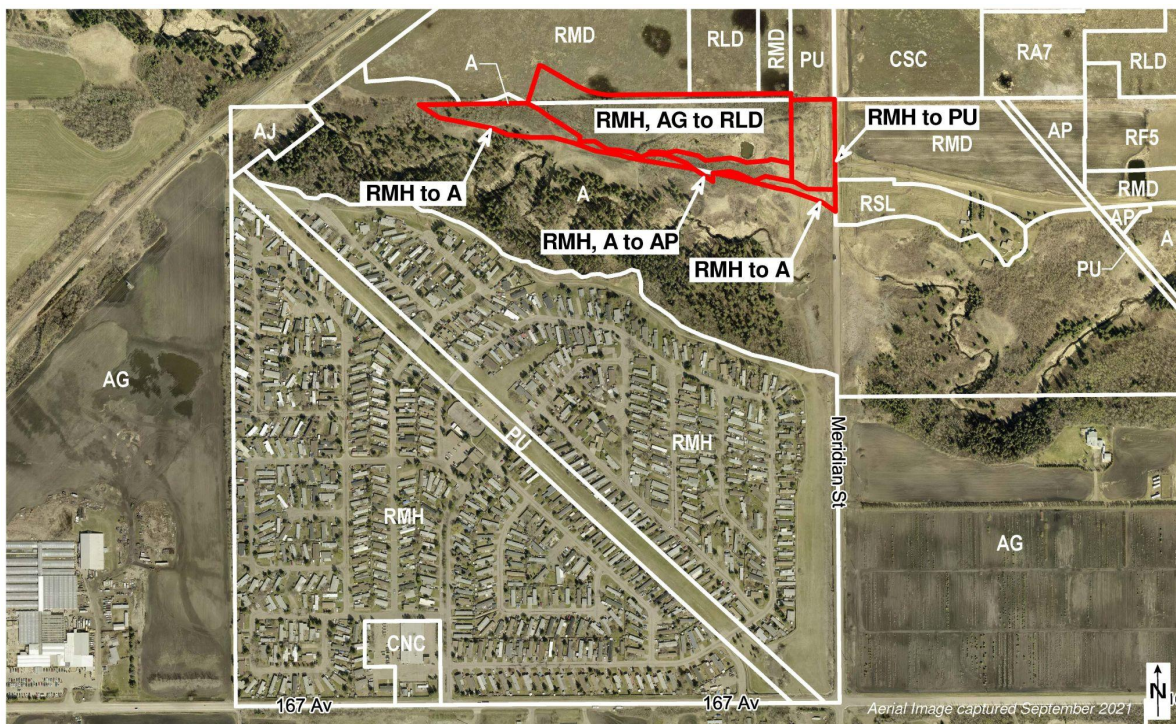 RMD
RLD
RMD
PU
CSC
RA7
RLD
A
AJ
RMH, AG to RLD
RMH to PU
RMD
AP
RF5
RMH to A
A
RMD
RSL
AP
RMH, A to AP
A
RMH to A
PU
AG
Meridian St
PU
RMH
RMH
AG
CNC
167 Av
167 Av
Aerial Image captured September 2021
N